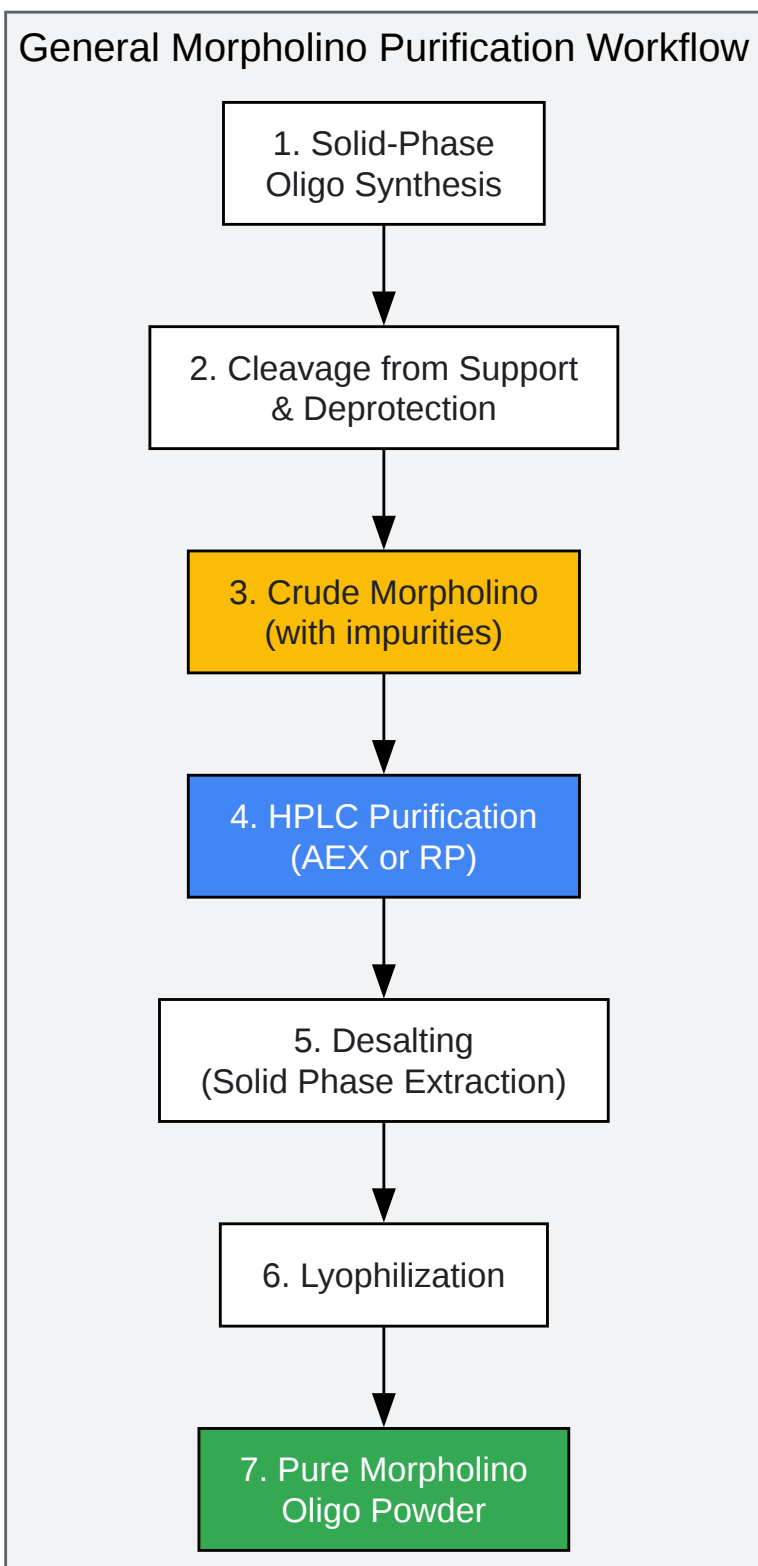 General Morpholino Purification Workflow
1. Solid-Phase
Oligo Synthesis
2. Cleavage from Support
& Deprotection
3. Crude Morpholino
(with impurities)
4. HPLC Purification
(AEX or RP)
5. Desalting
(Solid Phase Extraction)
6. Lyophilization
7. Pure Morpholino
Oligo Powder